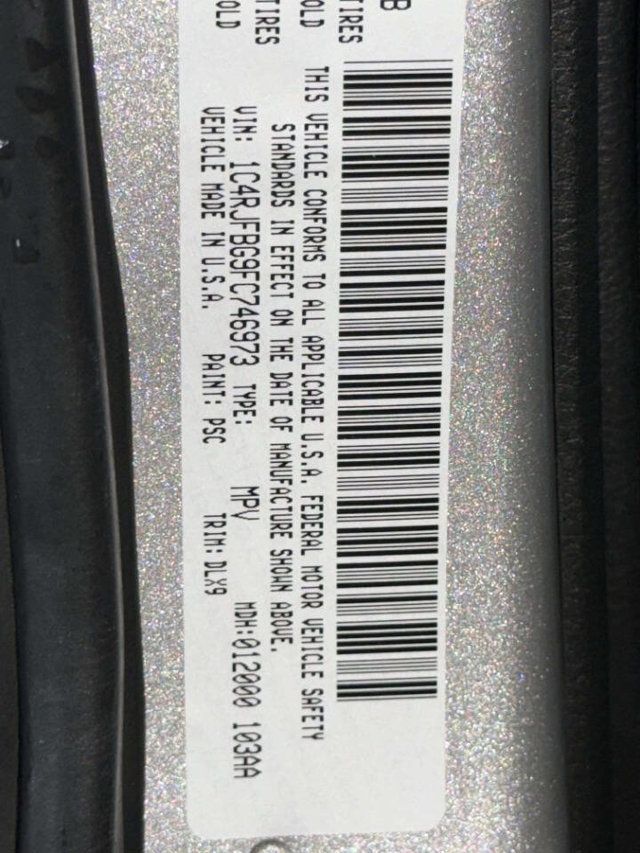 B
TIRES
TIRES
OLD
OLD
THIS VEHICLE CONFORMS TO ALL APPLICABLE U.S.A. FEDERAL MOTOR VEHICLE SAFETY
STANDARDS IN EFFECT ON THE DATE OF MANUFACTURE SHOWN ABOVE.
VIN: 1C4RJFBG9FC746973 TYPE: MPV MDH:012000 103AA
VEHICLE MADE IN U.S.A. PAINT: PSC TRIM: DLX9